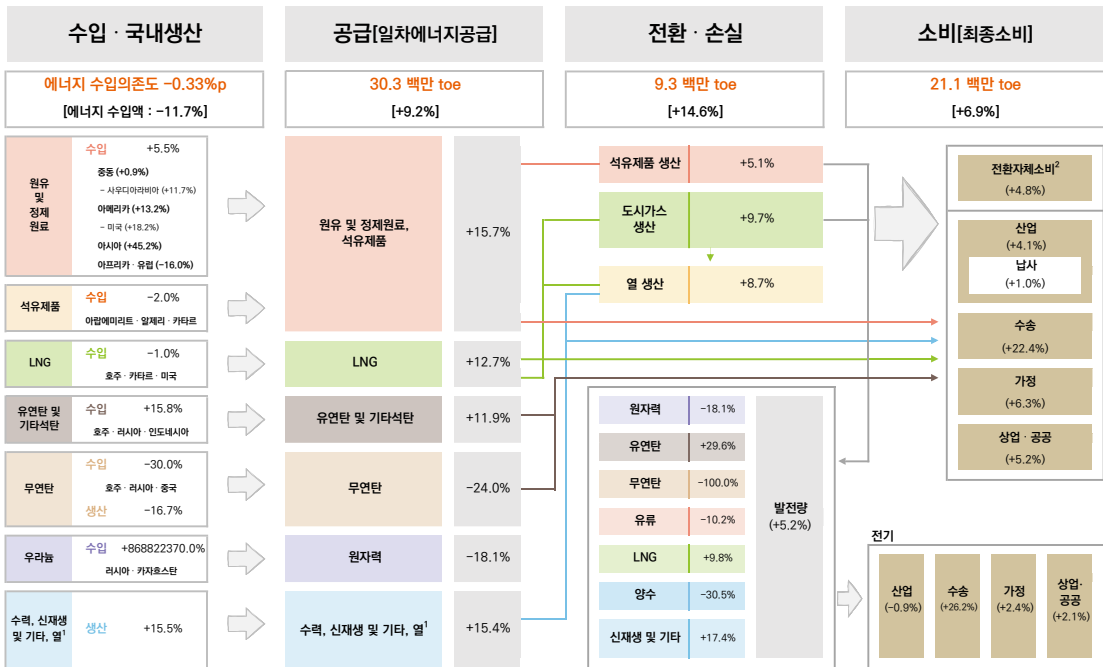 수입 · 국내생산
에너지 수입의존도 -0.33%p
[에너지 수입액 : -11.7%]
원유
및
정제
원료
수입 +5.5%
중동 (+0.9%)
- 사우디아라비아 (+11.7%)
아메리카 (+13.2%)
- 미국 (+18.2%)
아시아 (+45.2%)
아프리카 · 유럽 (-16.0%)
석유제품
수입 -2.0%
아랍에미리트 · 알제리 · 카타르
LNG
수입 -1.0%
호주 · 카타르 · 미국
유연탄 및
기타석탄
수입 +15.8%
호주 · 러시아 · 인도네시아
무연탄
수입 -30.0%
호주 · 러시아 · 중국
생산 -16.7%
우라늄
수입 +868822370.0%
러시아 · 카자흐스탄
수력, 신재생
및 기타, 열1
생산 +15.5%
공급[일차에너지공급]
30.3 백만 toe
[+9.2%]
원유 및 정제원료,
석유제품
+15.7%
LNG
+12.7%
유연탄 및 기타석탄
+11.9%
무연탄
-24.0%
원자력
-18.1%
수력, 신재생 및 기타, 열1
+15.4%
전환 · 손실
9.3 백만 toe
[+14.6%]
석유제품 생산 +5.1%
도시가스
생산
+9.7%
열 생산 +8.7%
원자력 -18.1%
유연탄 +29.6%
무연탄 -100.0%
유류 -10.2%
LNG +9.8%
양수 -30.5%
신재생 및 기타 +17.4%
발전량
(+5.2%)
소비[최종소비]
21.1 백만 toe
[+6.9%]
전환자체소비2
(+4.8%)
산업
(+4.1%)
납사
(+1.0%)
수송
(+22.4%)
가정
(+6.3%)
상업 · 공공
(+5.2%)
전기
산업
(-0.9%)
수송
(+26.2%)
가정
(+2.4%)
상업·
공공
(+2.1%)